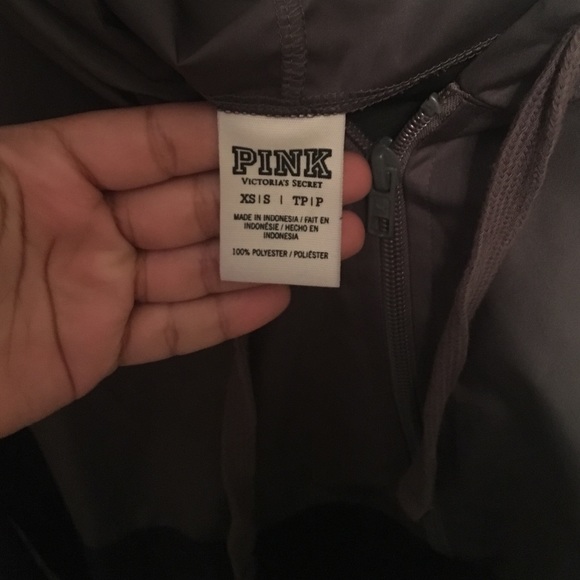 PINK
VICTORIA'S SECRET
XS|S | TP|P
MADE IN INDONESIA / FAIT EN
INDONÉSIE / HECHO EN
INDONESIA
100% POLYESTER / POLIÉSTER